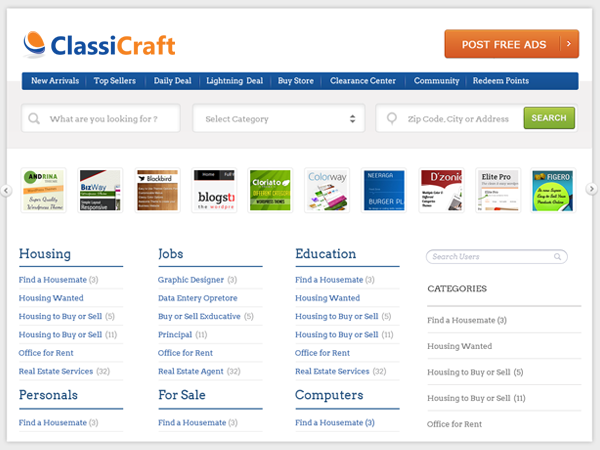 ClassiCraft
POST FREE ADS
New Arrivals
Top Sellers
Daily Deal
Lightning Deal
Buy Store
Clearance Center
Community
Redeem Points
What are you looking for ?
Select Category
Zip Code, City or Address
SEARCH
ANDRINA
Super Quality
Wordpress Theme
BizWay
Simple Layout
Responsive
Blackbird
Home
blogst
the wordpre
Cloriato
WORDPRESS THEMES
Colorway
NEERAGA
BURGER PL
D'zonic
Elite Pro
FIGERO
Housing
Find a Housemate (3)
Housing Wanted
Housing to Buy or Sell (5)
Housing to Buy or Sell (11)
Office for Rent
Real Estate Services (32)
Jobs
Graphic Designer (3)
Data Entery Opretore
Buy or Sell Exducative (5)
Principal (11)
Office for Rent
Real Estate Agent (32)
Education
Find a Housemate (3)
Housing Wanted
Housing to Buy or Sell (5)
Housing to Buy or Sell (11)
Office for Rent
Real Estate Services (32)
Search Users
CATEGORIES
Find a Housemate (3)
Housing Wanted
Housing to Buy or Sell (5)
Housing to Buy or Sell (11)
Office for Rent
Personals
Find a Housemate (3)
For Sale
Find a Housemate (3)
Computers
Find a Housemate (3)